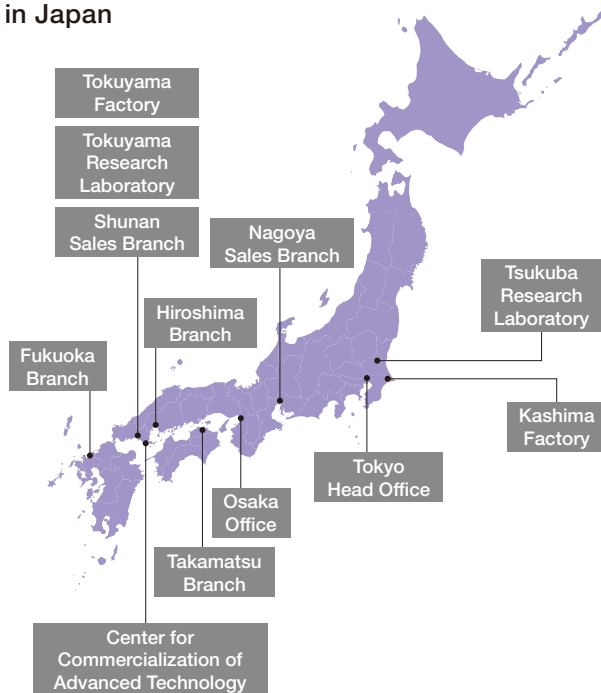 in Japan
Tokuyama
Factory
Tokuyama
Research
Laboratory
Shunan
Sales Branch
Nagoya
Sales Branch
Tsukuba
Research
Laboratory
Hiroshima
Branch
Fukuoka
Branch
Kashima
Factory
Tokyo
Head Office
Osaka
Office
Takamatsu
Branch
Center for
Commercialization of
Advanced Technology